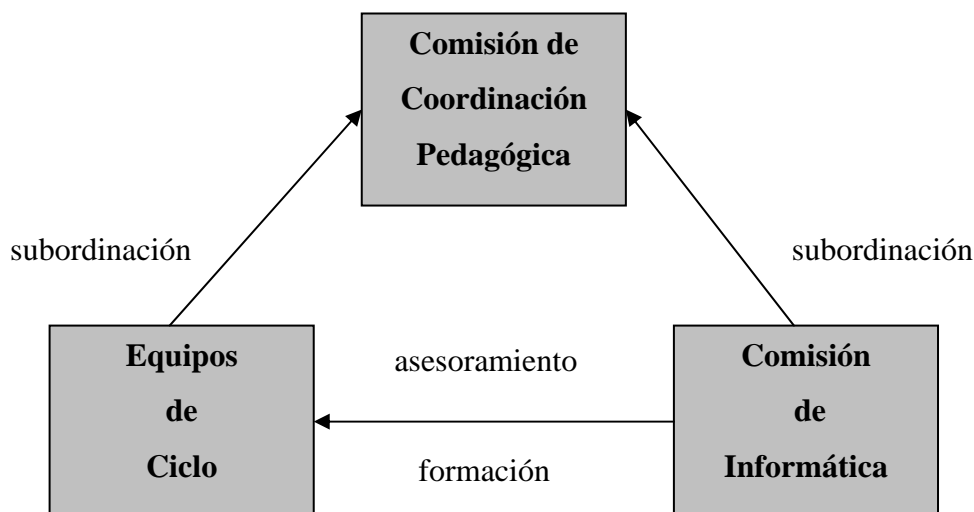 Comisión de
Coordinación
Pedagógica
subordinación
subordinación
Equipos
de
Ciclo
asesoramiento
formación
Comisión
de
Informática